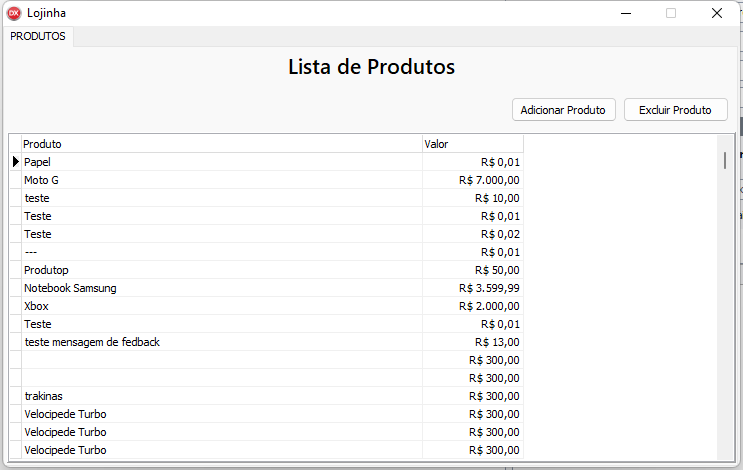 DX Lojinha
PRODUTOS
Lista de Produtos
Adicionar Produto Excluir Produto
Produto Valor
Papel R$ 0,01
Moto G R$ 7.000,00
teste R$ 10,00
Teste R$ 0,01
Teste R$ 0,02
--- R$ 0,01
Produtop R$ 50,00
Notebook Samsung R$ 3.599,99
Xbox R$ 2.000,00
Teste R$ 0,01
teste mensagem de fedback R$ 13,00
R$ 300,00
R$ 300,00
trakinas R$ 300,00
Velocipede Turbo R$ 300,00
Velocipede Turbo R$ 300,00
Velocipede Turbo R$ 300,00